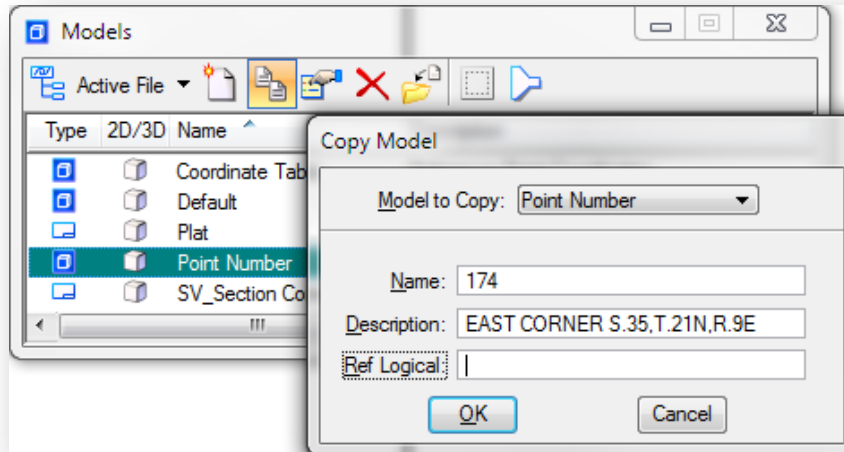 Models
Active File
Type 2D/3D Name
Coordinate Tab
Default
Plat
Point Number
SV_Section Co
Copy Model
Model to Copy: Point Number
Name: 174
Description: EAST CORNER S.35,T.21N,R.9E
Ref Logical:
OK Cancel